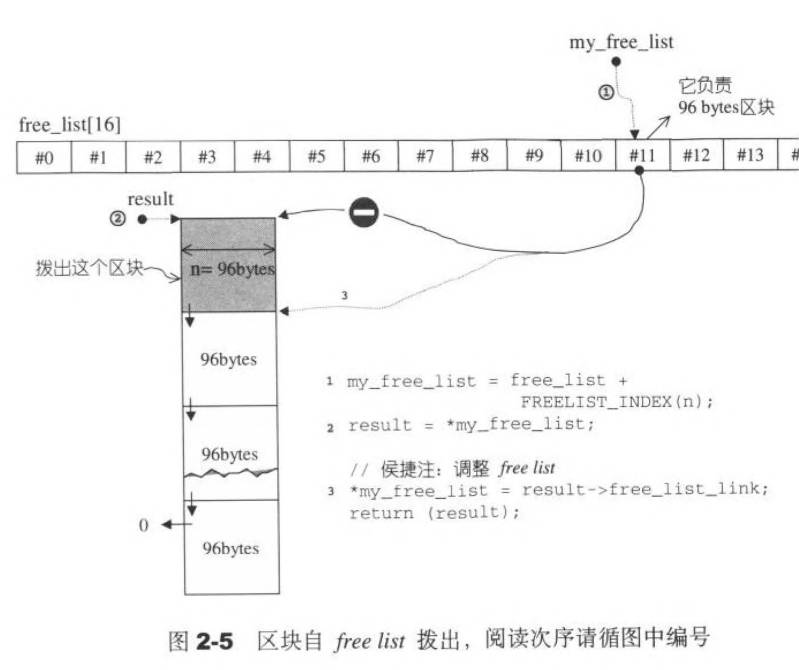 my_free_list
①
它负责
96 bytes区块
free_list[16]
#0 #1 #2 #3 #4 #5 #6 #7 #8 #9 #10 #11 #12 #13 #
result
②
拨出这个区块
n= 96bytes
3
96bytes
96bytes
0
96bytes
1 my_free_list = free_list +
FREELIST_INDEX(n);
2 result = *my_free_list;
// 侯捷注：调整 free list
3 *my_free_list = result->free_list_link;
return (result);
图 2-5 区块自 free list 拨出，阅读次序请循图中编号